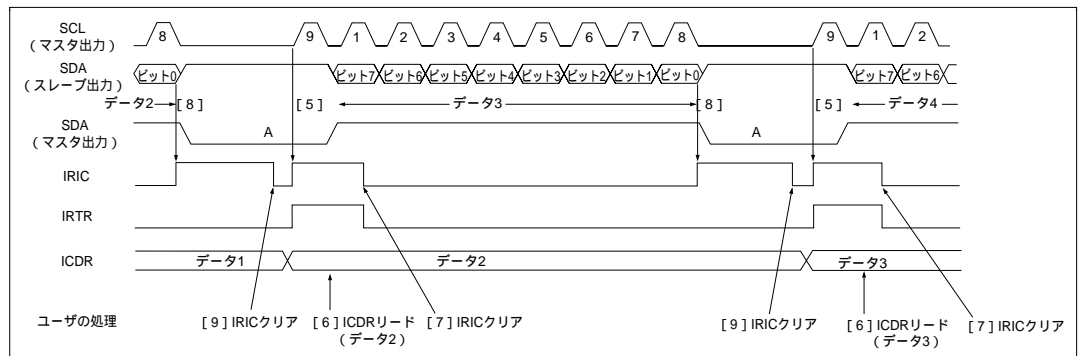 SCL
（マスタ出力）
8 9 1 2 3 4 5 6 7 8 9 1 2
SDA
（スレーブ出力）
ビット0 ビット7 ビット6 ビット5 ビット4 ビット3 ビット2 ビット1 ビット0 ビット7 ビット6
データ2 [8] [5] データ3 [8] [5] データ4
SDA
（マスタ出力）
A A
IRIC
IRTR
ICDR
データ1 データ2 データ3
ユーザの処理
[9] IRICクリア
[6] ICDRリード
（データ2）
[7] IRICクリア
[9] IRICクリア
[6] ICDRリード
（データ3）
[7] IRICクリア